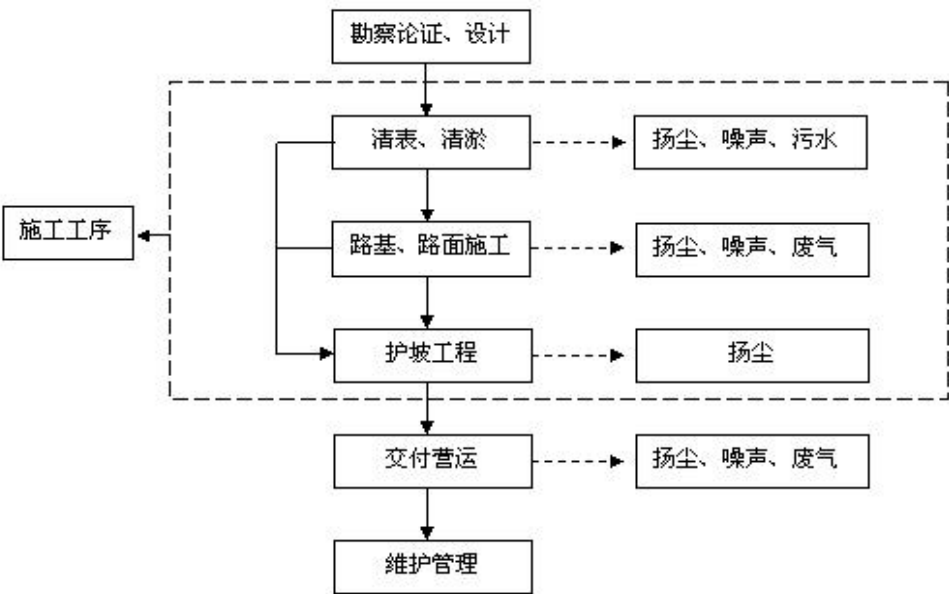 勘察论证、设计
清表、清淤
扬尘、噪声、污水
施工工序
路基、路面施工
扬尘、噪声、废气
护坡工程
扬尘
交付营运
扬尘、噪声、废气
维护管理